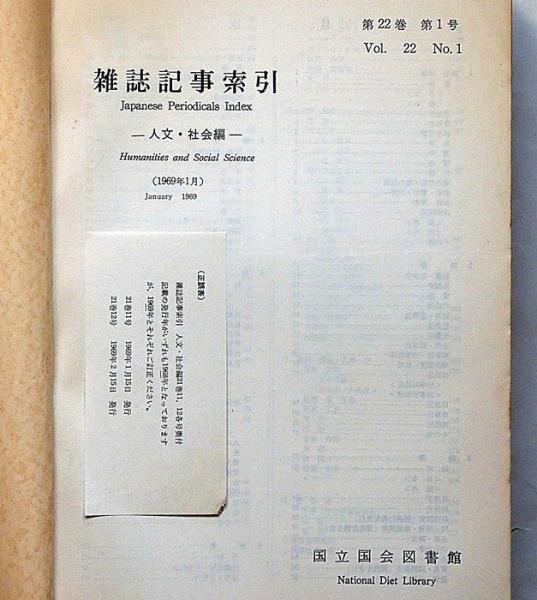 第22巻 第1号
Vol. 22 No.1
雑誌記事索引
Japanese Periodicals Index
―人文・社会編―
Humanities and Social Science
(1969年1月)
January 1969
(正誤表)
雑誌記事索引 人文・社会編21巻11,12各号奥付
記載の発行年がいずれも1968年となっております
が、1969年とそれぞれご訂正ください。
21巻11号 1969年1月15日 発行
21巻12号 1969年2月15日 発行
国立国会図書館
National Diet Library